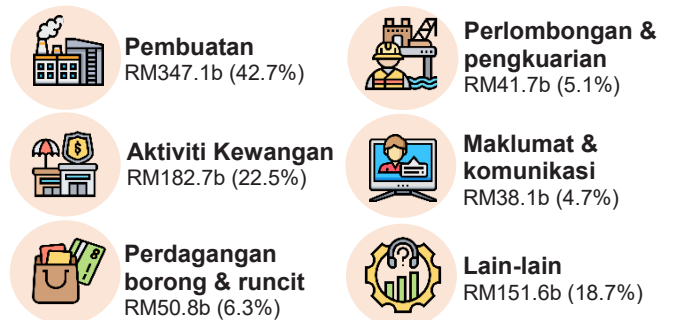 Pembuatan
RM347.1b (42.7%)
Aktiviti Kewangan
RM182.7b (22.5%)
Perdagangan
borong & runcit
RM50.8b (6.3%)
Perlombongan &
pengkuarian
RM41.7b (5.1%)
Maklumat &
komunikasi
RM38.1b (4.7%)
Lain-lain
RM151.6b (18.7%)